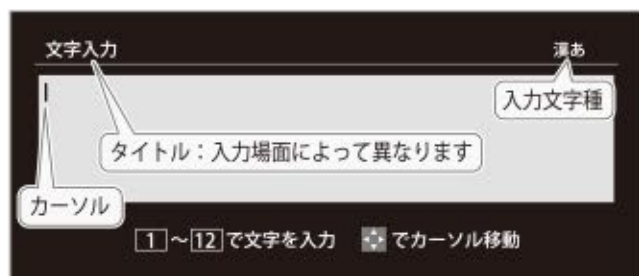 文字入力
漢あ
入力文字種
タイトル：入力場面によって異なります
カーソル
1～12で文字を入力 でカーソル移動